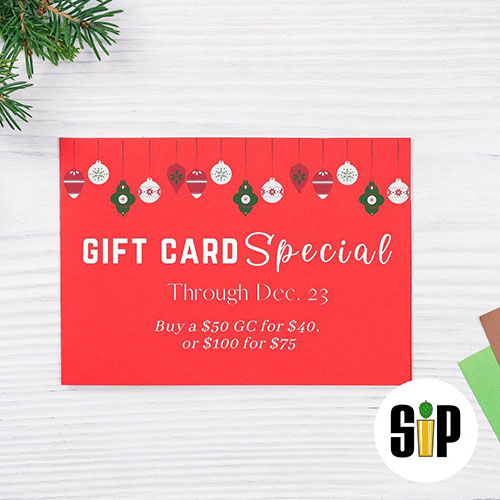 GIFT CARD Special
Through Dec. 23
Buy a $50 GC for $40,
or $100 for $75
SiP